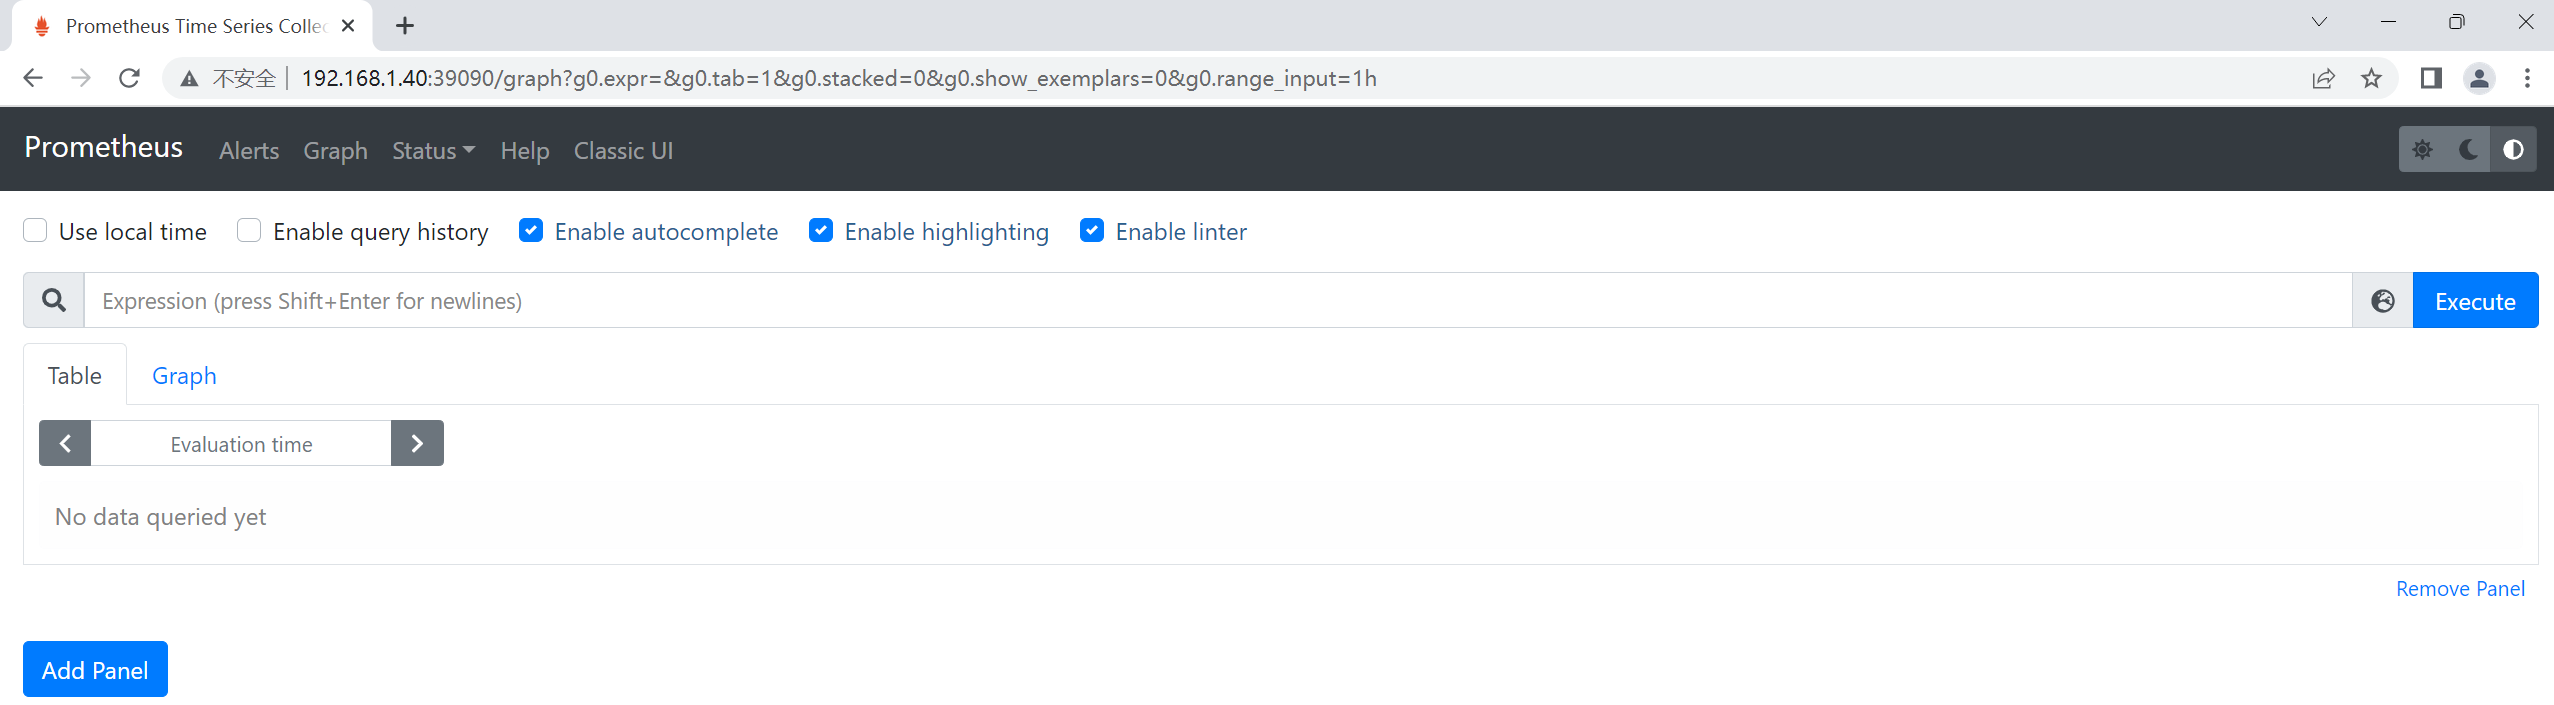 Prometheus Time Series Collec
不安全 192.168.1.40:39090/graph?g0.expr=&g0.tab=1&g0.stacked=0&g0.show_exemplars=0&g0.range_input=1h
Prometheus Alerts Graph Status Help Classic UI
Use local time Enable query history Enable autocomplete Enable highlighting Enable linter
Expression (press Shift+Enter for newlines) Execute
Table Graph
Evaluation time
No data queried yet
Remove Panel
Add Panel